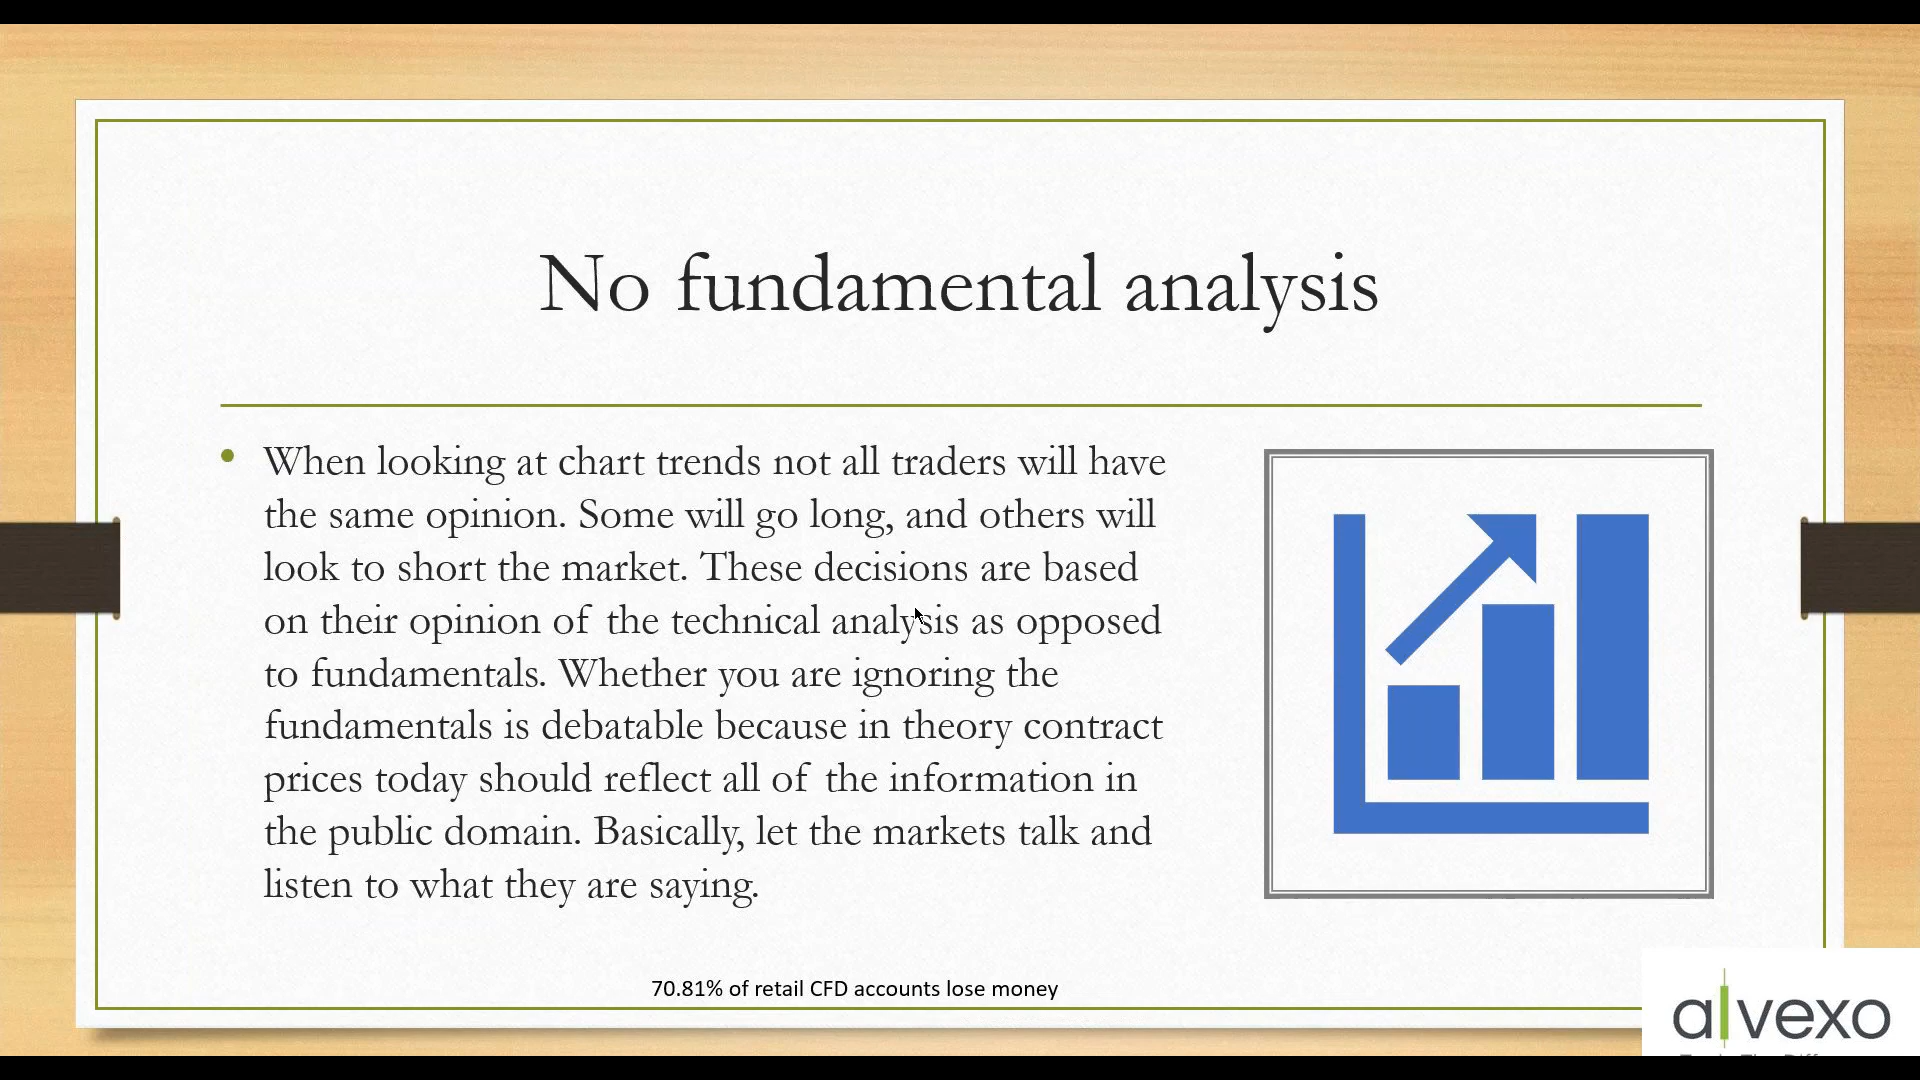 No fundamental analysis
When looking at chart trends not all traders will have
the same opinion. Some will go long, and others will
look to short the market. These decisions are based
on their opinion of the technical analysis as opposed
to fundamentals. Whether you are ignoring the
fundamentals is debatable because in theory contract
prices today should reflect all of the information in
the public domain. Basically, let the markets talk and
listen to what they are saying.
70.81% of retail CFD accounts lose money
alvexo